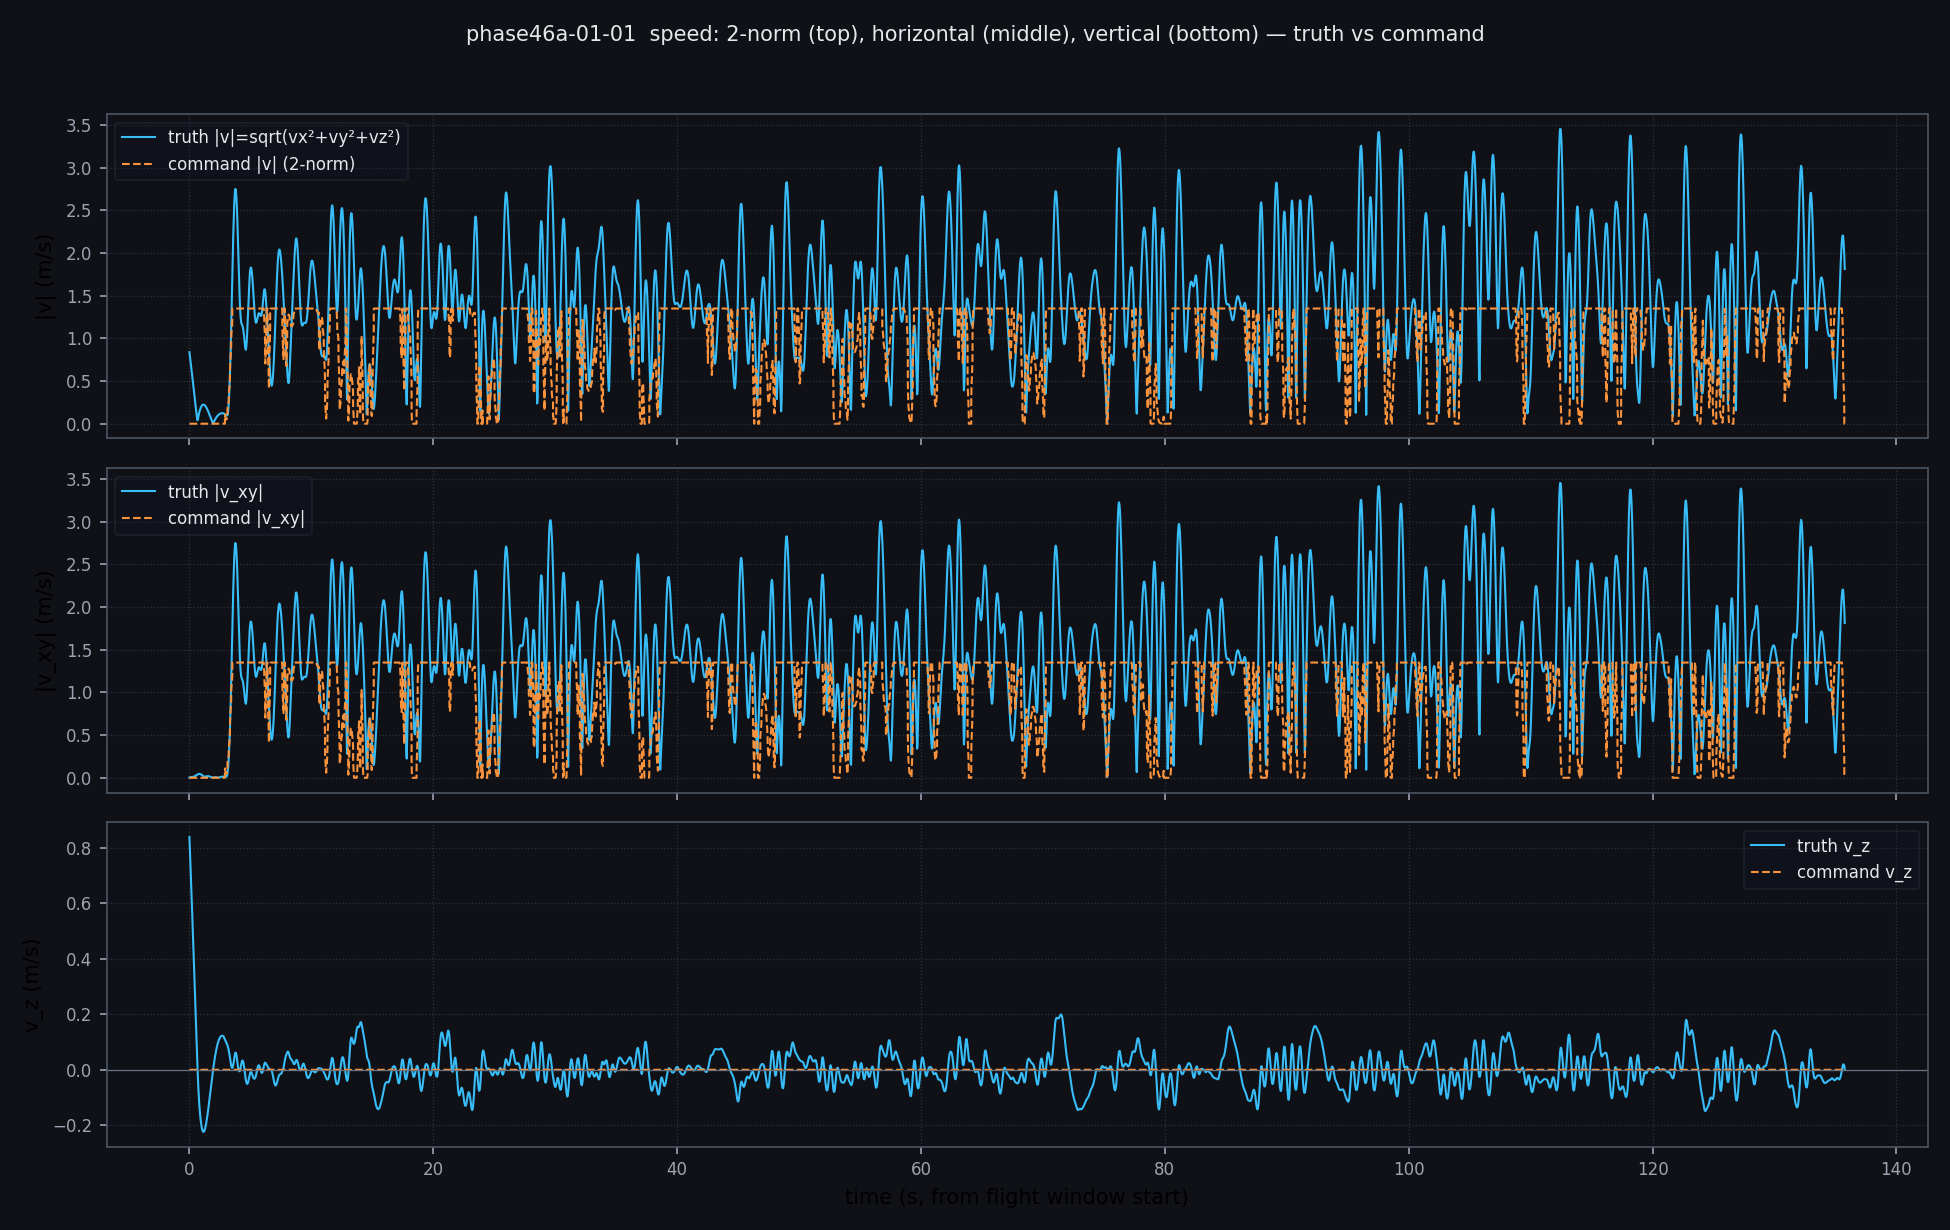 phase46a-01-01  speed: 2-norm (top), horizontal (middle), vertical (bottom) — truth vs command
|v| (m/s)
3.5
3.0
2.5
2.0
1.5
1.0
0.5
0.0
truth |v|=sqrt(vx²+vy²+vz²)
command |v| (2-norm)
|v_xy| (m/s)
3.5
3.0
2.5
2.0
1.5
1.0
0.5
0.0
truth |v_xy|
command |v_xy|
v_z (m/s)
0.8
0.6
0.4
0.2
0.0
−0.2
truth v_z
command v_z
0 20 40 60 80 100 120 140
time (s, from flight window start)